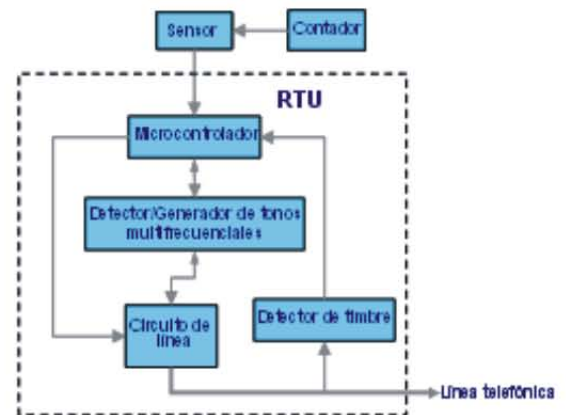 Sensor
Contador
RTU
Microcontrolador
Detector/Generador de tonos
multifrecuenciales
Circuito de
línea
Detector de timbre
Línea telefónica